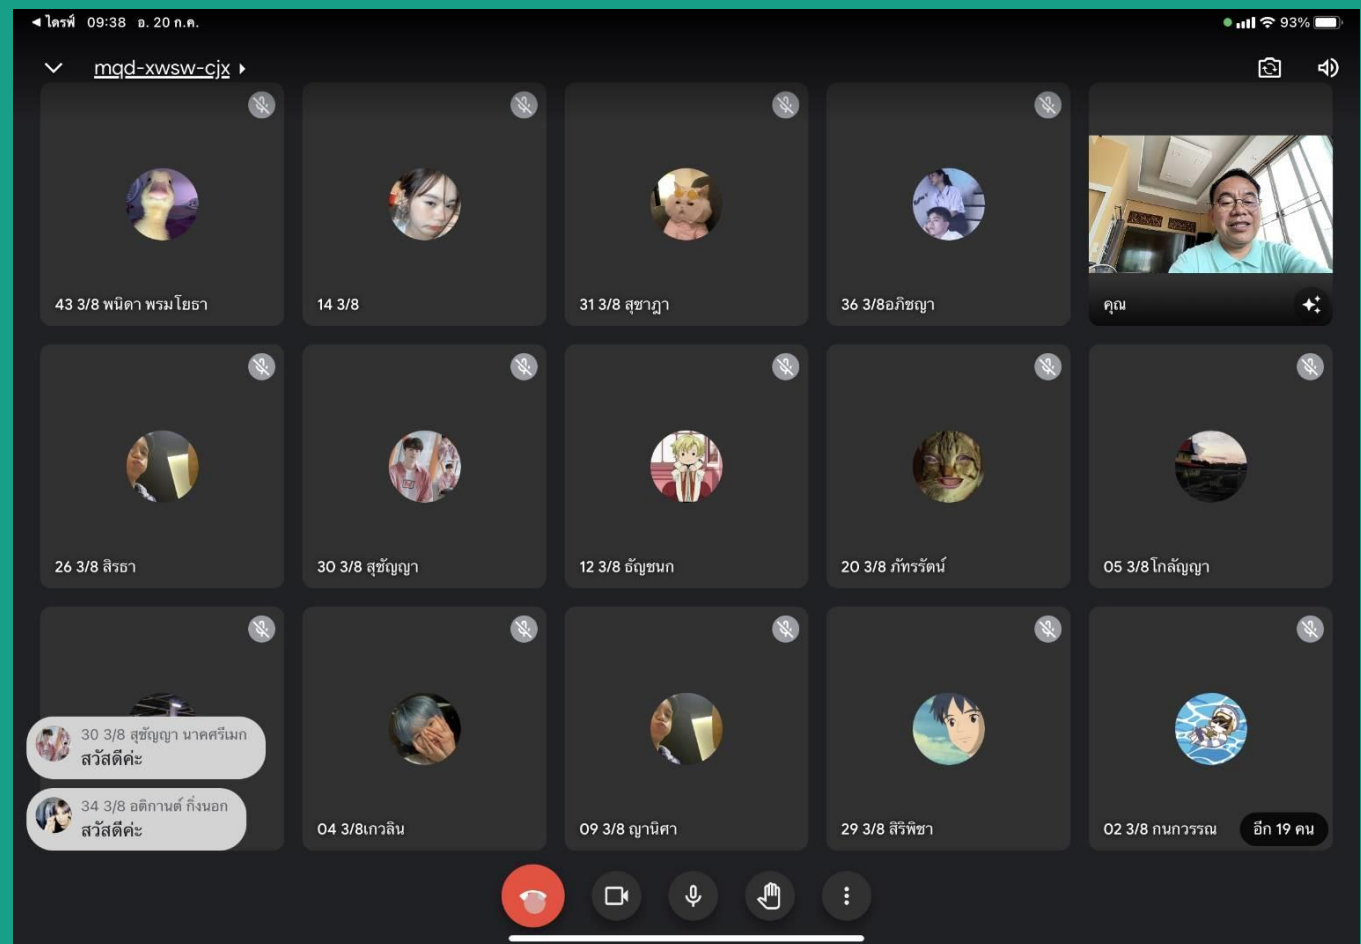 ไดรฟ์ 09:38 อ. 20 ก.ค.
93%
mqd-xwsw-cjx
43 3/8 พนิดา พรมโยธา
14 3/8
31 3/8 สุชาฎา
36 3/8อภิชญา
คุณ
26 3/8 สิรธา
30 3/8 สุชัญญา
12 3/8 ธัญชนก
20 3/8 ภัทรรัตน์
05 3/8โกลัญญา
30 3/8 สุชัญญา นาคศรีเมก
สวัสดีค่ะ
34 3/8 อติกานต์ กิ่งนอก
สวัสดีค่ะ
04 3/8เกวลิน
09 3/8 ญานิศา
29 3/8 สิริพิชา
02 3/8 กนกวรรณ
อีก 19 คน